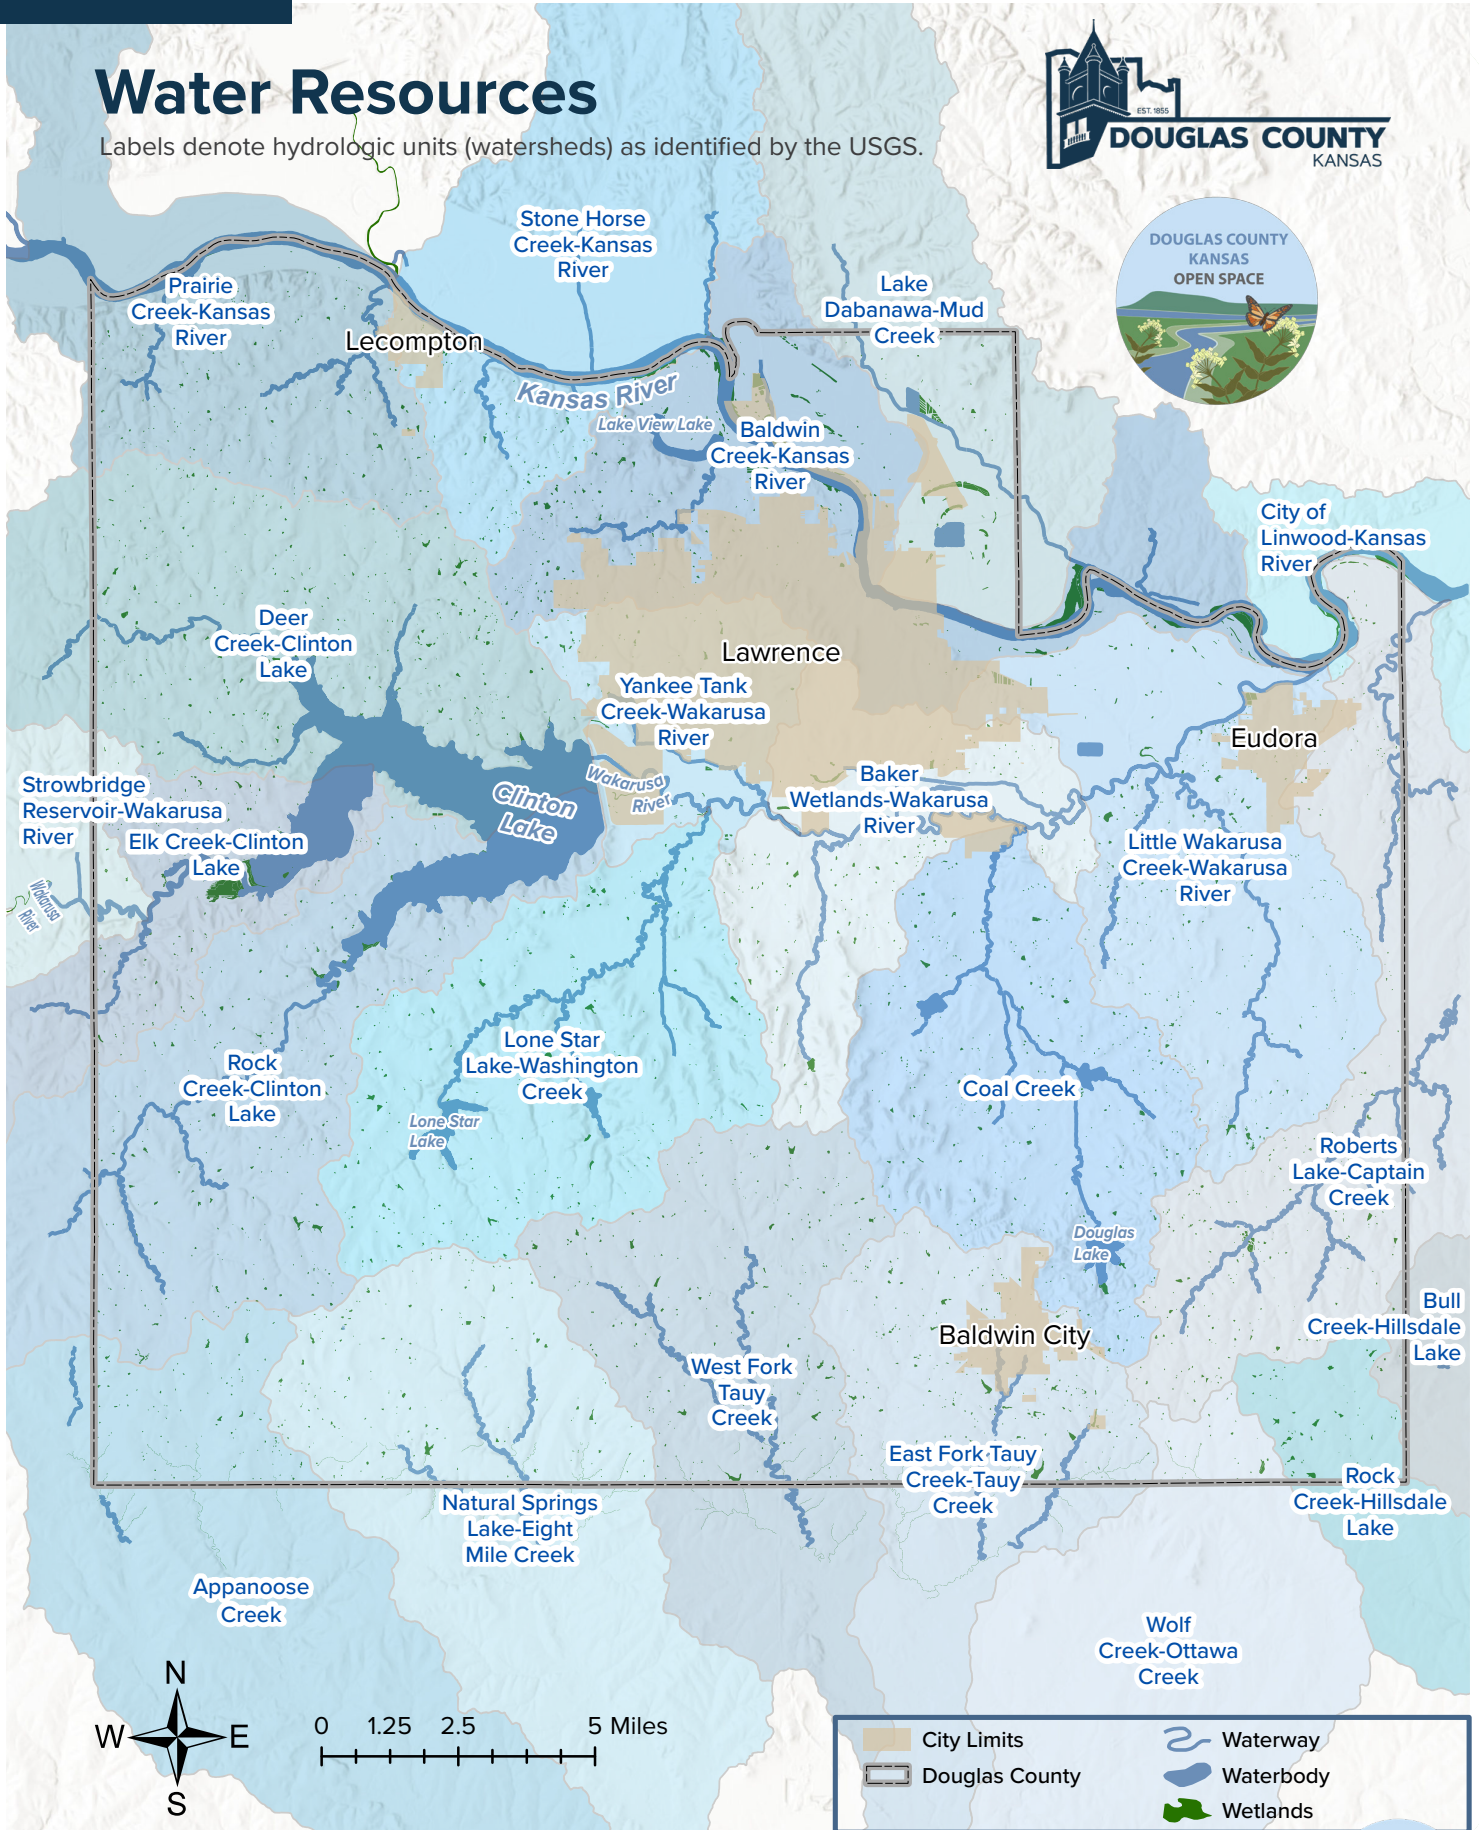 Water Resources
Labels denote hydrologic units (watersheds) as identified by the USGS.
EST. 1855
DOUGLAS COUNTY
KANSAS
DOUGLAS COUNTY
KANSAS
OPEN SPACE
Stone Horse
Creek-Kansas
River
Prairie
Creek-Kansas
River
Lake
Dabanawa-Mud
Creek
Lecompton
Kansas River
Lake View Lake
Baldwin
Creek-Kansas
River
City of
Linwood-Kansas
River
Deer
Creek-Clinton
Lake
Lawrence
Yankee Tank
Creek-Wakarusa
River
Eudora
Strowbridge
Reservoir-Wakarusa
River
Wakarusa
River
Clinton
Lake
Baker
Wetlands-Wakarusa
River
Elk Creek-Clinton
Lake
Little Wakarusa
Creek-Wakarusa
River
Wakarusa
River
Rock
Creek-Clinton
Lake
Lone Star
Lake-Washington
Creek
Coal Creek
Lone Star
Lake
Roberts
Lake-Captain
Creek
Douglas
Lake
Bull
Creek-Hillsdale
Lake
Baldwin City
West Fork
Tauy
Creek
East Fork Tauy
Creek-Tauy
Creek
Rock
Creek-Hillsdale
Lake
Natural Springs
Lake-Eight
Mile Creek
Appanoose
Creek
Wolf
Creek-Ottawa
Creek
N
W
E
S
0 1.25 2.5 5 Miles
City Limits
Douglas County
Waterway
Waterbody
Wetlands